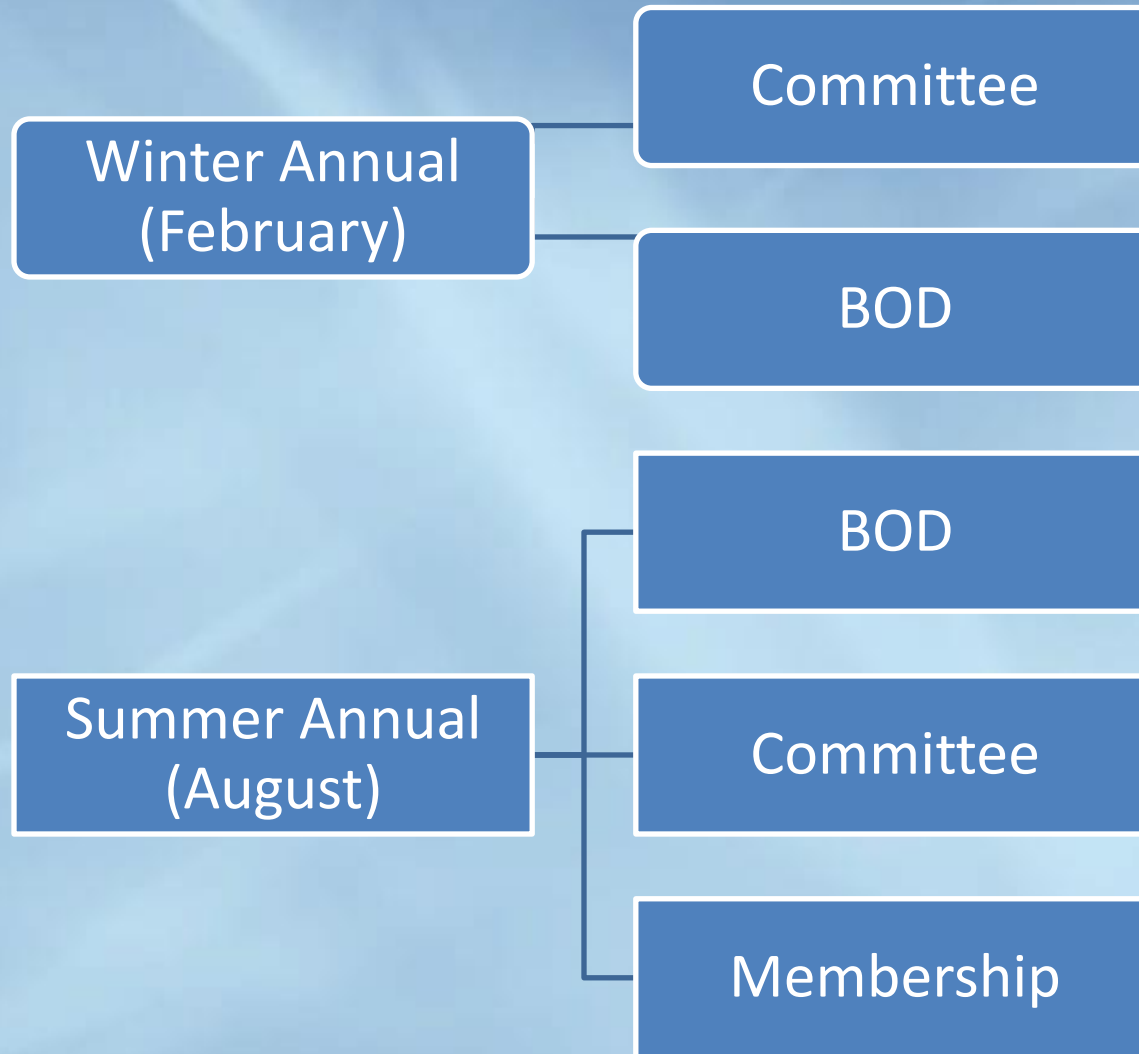 Winter Annual
(February)
Committee
BOD
Summer Annual
(August)
BOD
Committee
Membership